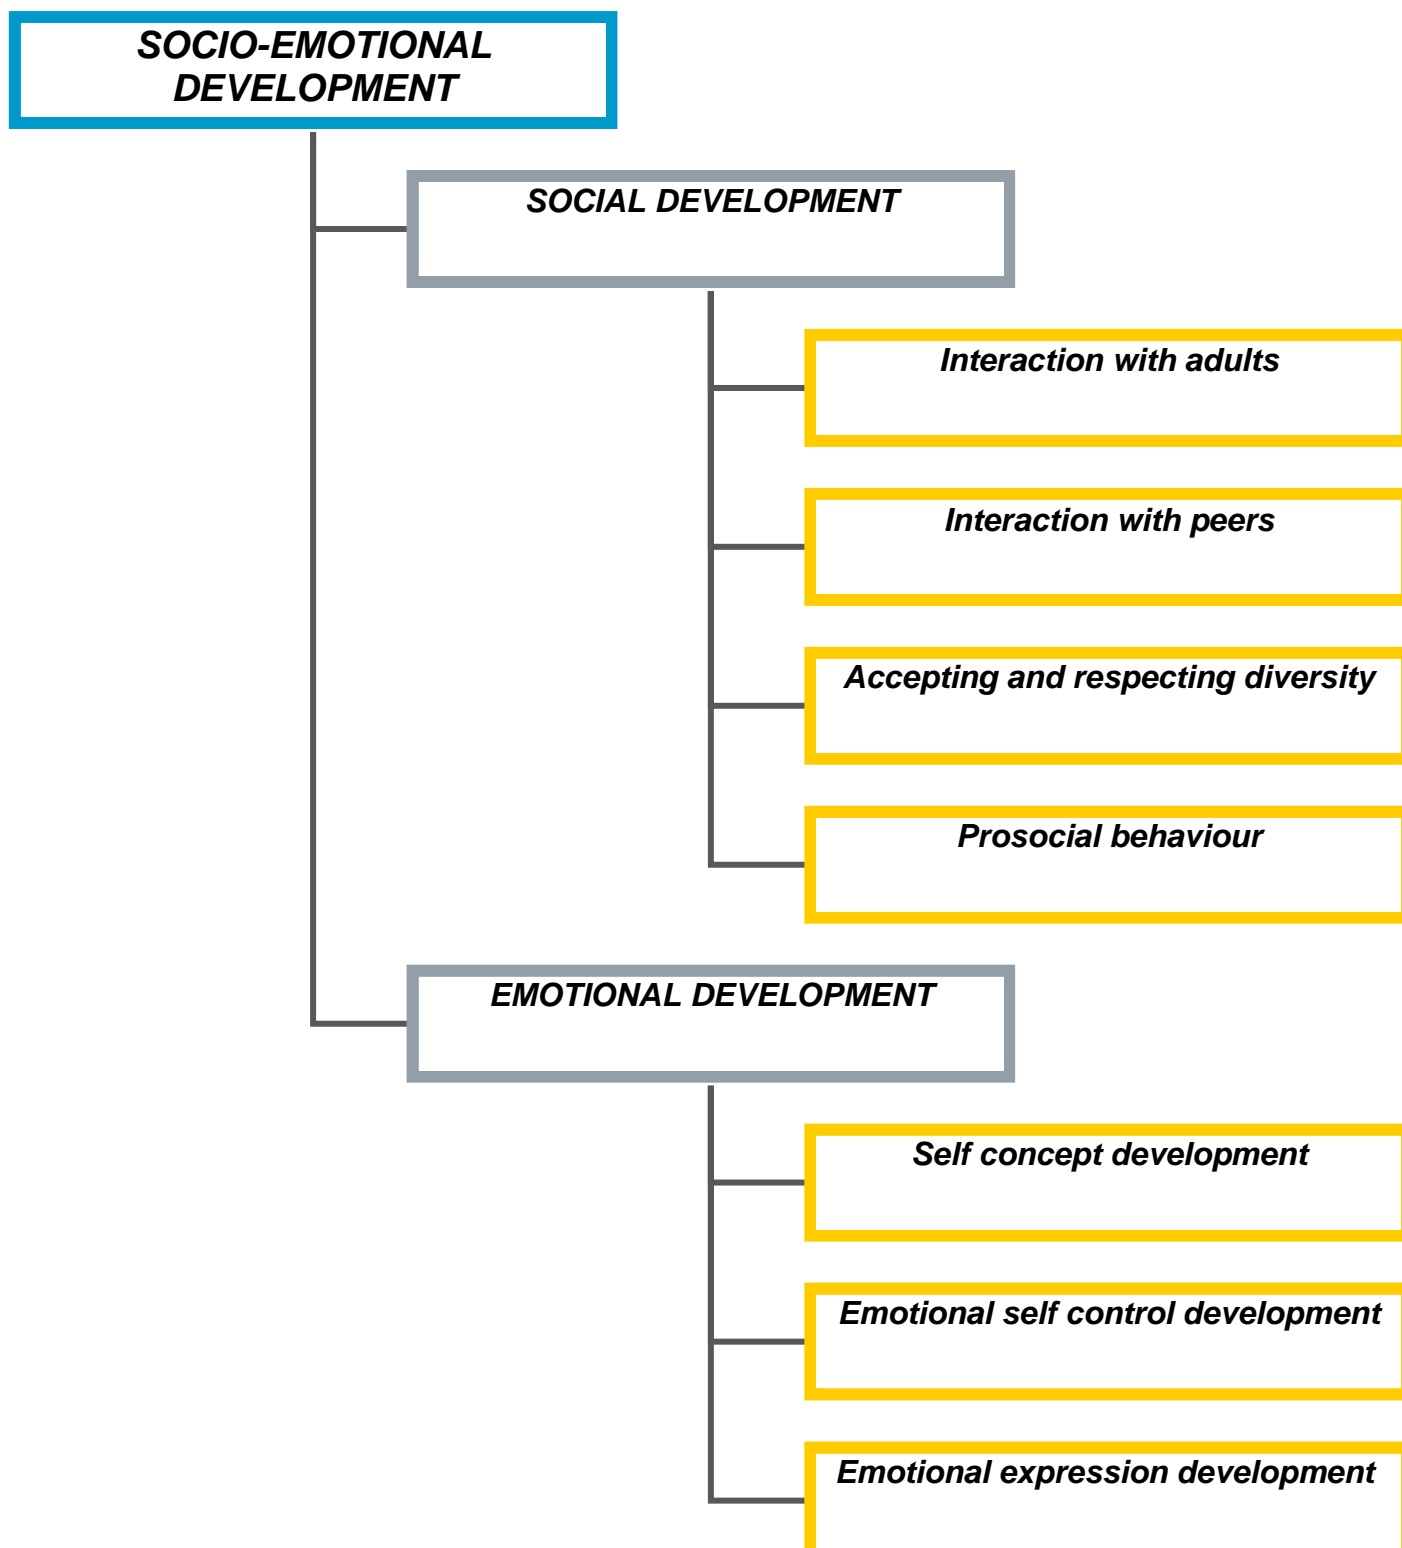 SOCIO-EMOTIONAL
DEVELOPMENT
SOCIAL DEVELOPMENT
Interaction with adults
Interaction with peers
Accepting and respecting diversity
Prosocial behaviour
EMOTIONAL DEVELOPMENT
Self concept development
Emotional self control development
Emotional expression development